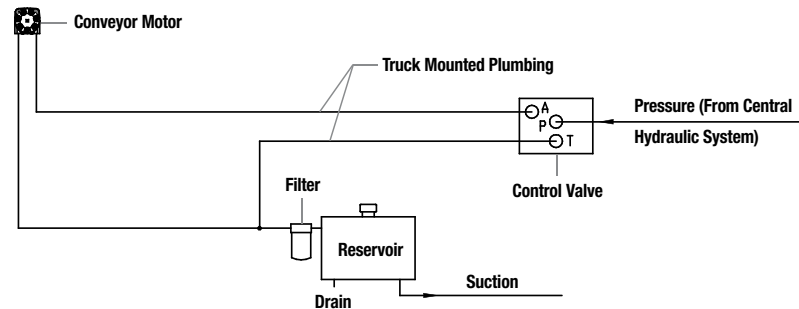 Conveyor Motor
Truck Mounted Plumbing
A
P
T
Pressure (From Central
Hydraulic System)
Control Valve
Filter
Reservoir
Suction
Drain